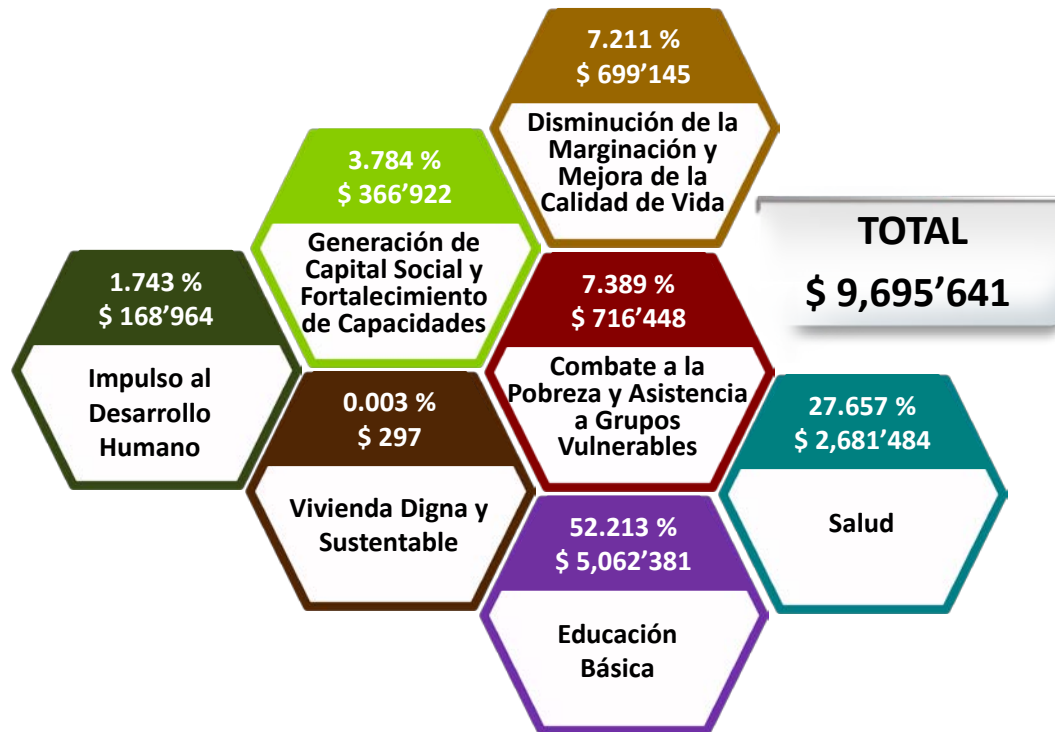 7.211 %
$ 699’145
Disminución de la
Marginación y
Mejora de la
Calidad de Vida
3.784 %
$ 366’922
Generación de
Capital Social y
Fortalecimiento
de Capacidades
TOTAL
$ 9,695’641
1.743 %
$ 168’964
Impulso al
Desarrollo
Humano
7.389 %
$ 716’448
Combate a la
Pobreza y Asistencia
a Grupos
Vulnerables
0.003 %
$ 297
Vivienda Digna y
Sustentable
27.657 %
$ 2,681’484
Salud
52.213 %
$ 5,062’381
Educación
Básica